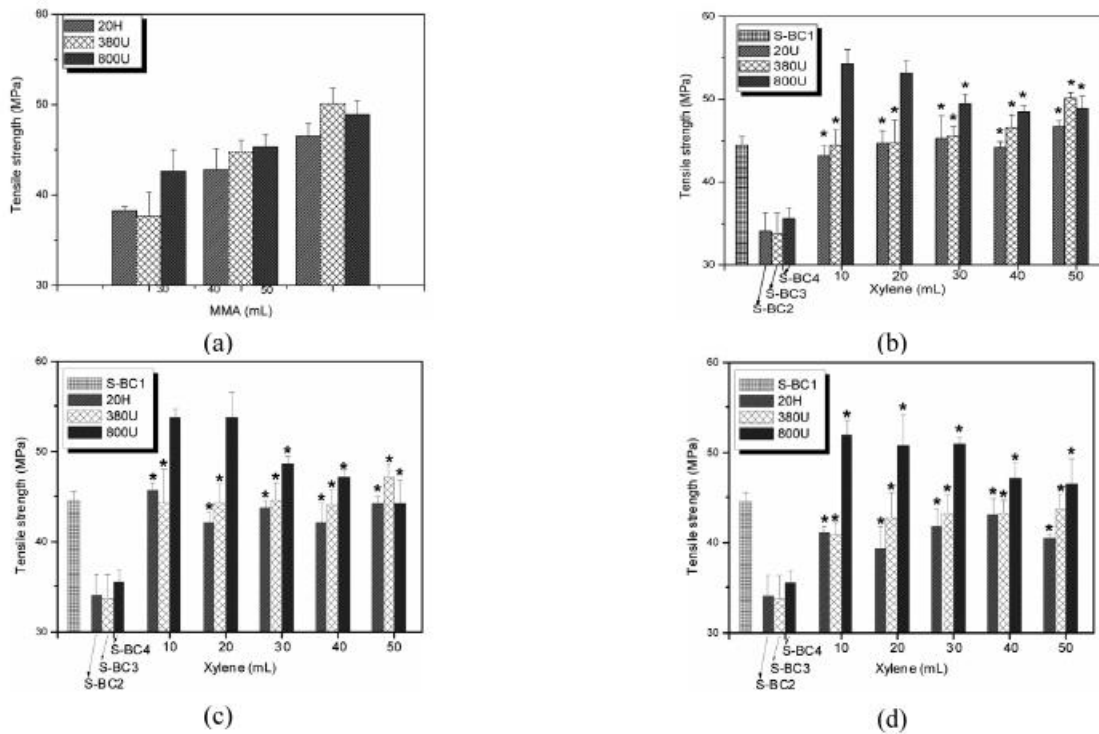 60
20H
380U
800U
Tensile strength (MPa)
50
40
30
30
40
50
MMA (mL)
(a)
60
S-BC1
20U
380U
800U
Tensile strength (MPa)
50
40
30
* * * * * * * * * * * * *
10
20
30
40
50
S-BC4
Xylene (mL)
S-BC3
S-BC2
(b)
60
S-BC1
20H
380U
800U
Tensile strength (MPa)
50
40
30
* * * * * * * * * * * * *
10
20
30
40
50
S-BC4
Xylene (mL)
S-BC3
S-BC2
(c)
60
S-BC1
20H
380U
800U
Tensile strength (MPa)
50
40
30
* * * * * * * * * * * * * * *
10
20
30
40
50
S-BC4
Xylene (mL)
S-BC3
S-BC2
(d)